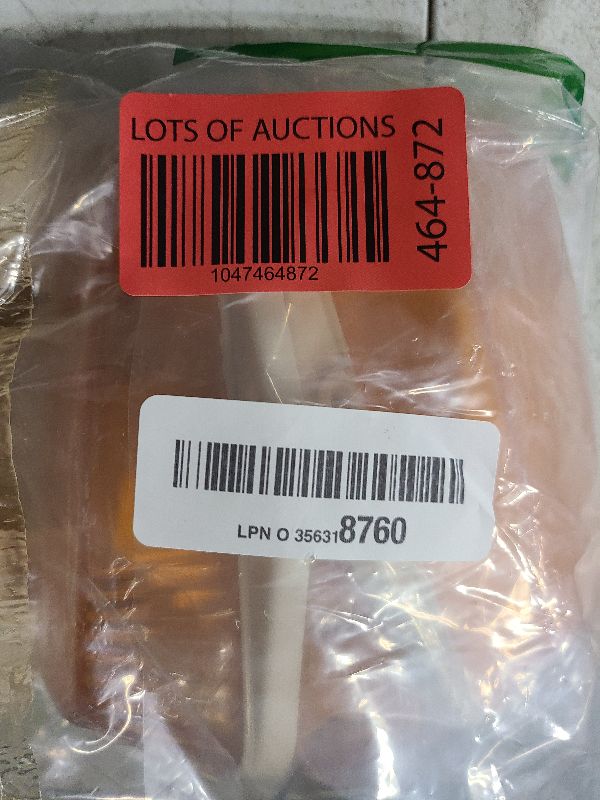 LOTS OF AUCTIONS
1047464872
464-872
LPN O 356318760